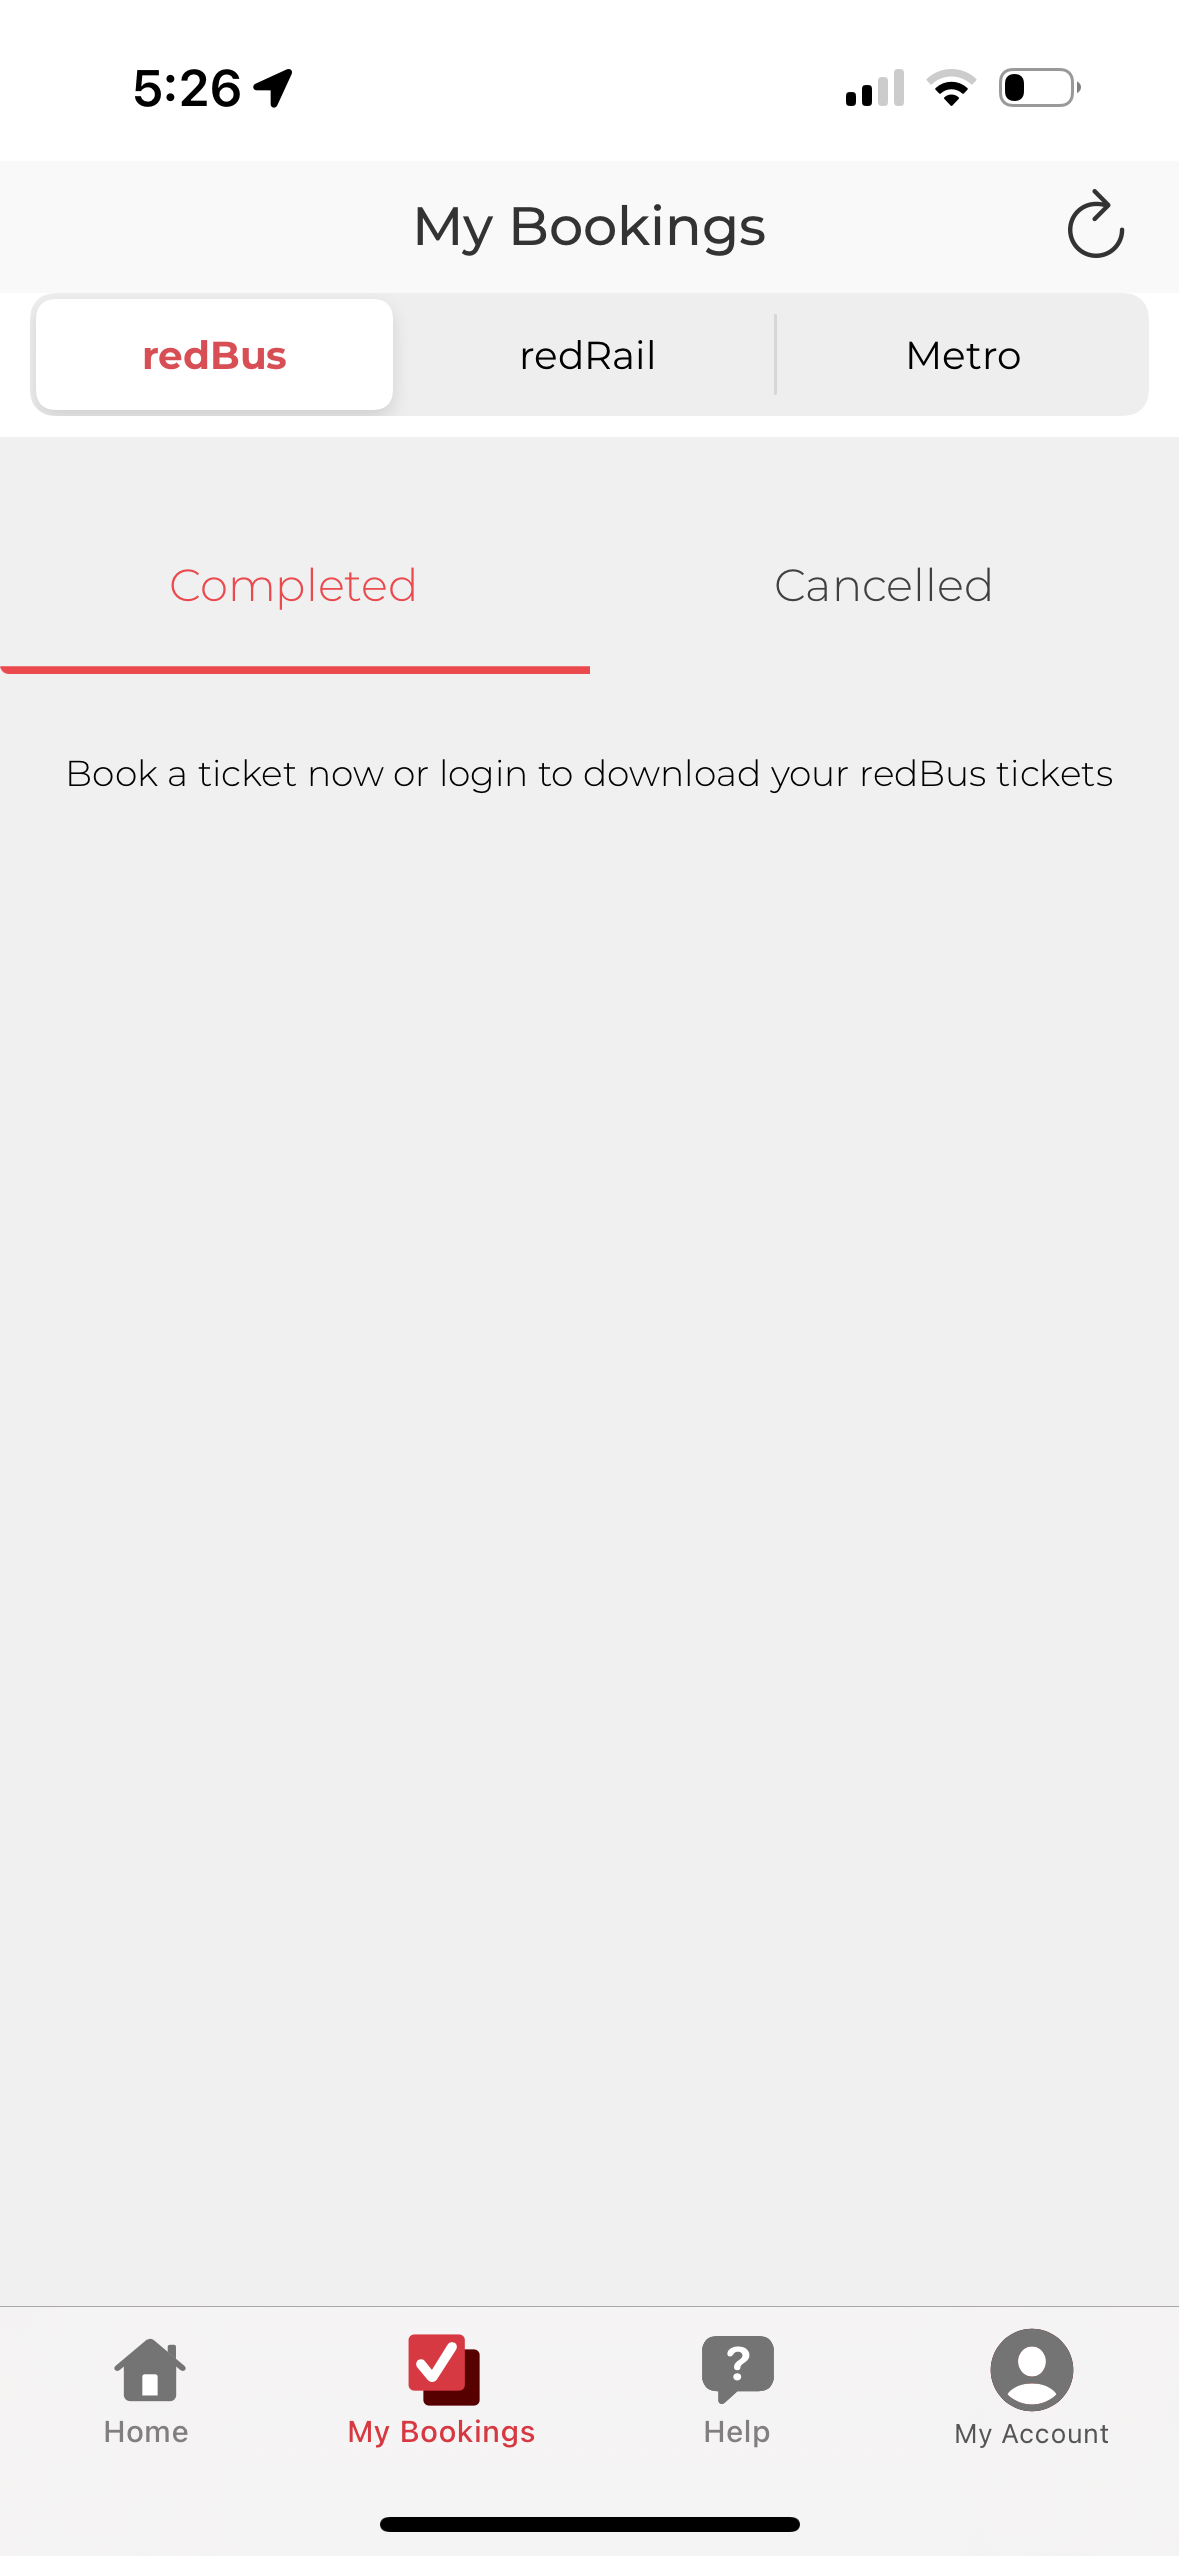 5:26
My Bookings
redBus redRail Metro
Completed Cancelled
Book a ticket now or login to download your redBus tickets
Home My Bookings Help My Account